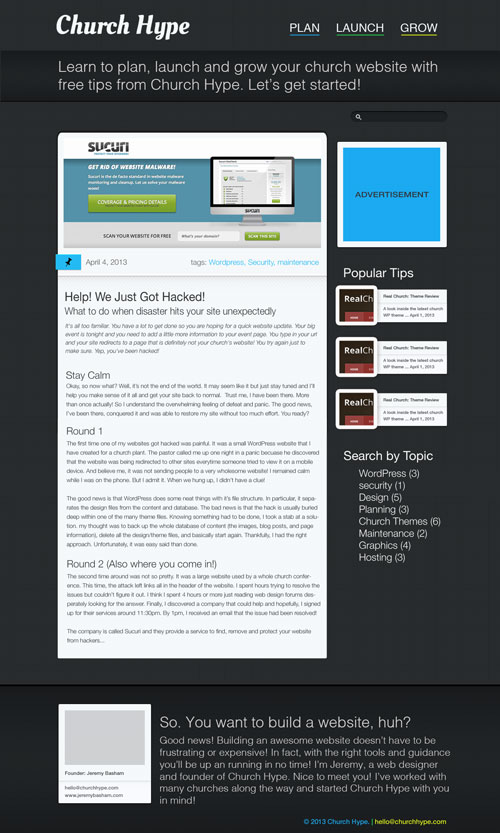 Church Hype
PLAN LAUNCH GROW
Learn to plan, launch and grow your church website with
free tips from Church Hype. Let's get started!
SUCURI
GET RID OF WEBSITE MALWARE!
Sucuri is the de facto standard in website malware
monitoring and cleanup. Let us solve your malware
woes!
COVERAGE & PRICING DETAILS
SUCURI
SCAN YOUR WEBSITE FOR FREE What's your domain? SCAN THIS SITE
April 4, 2013 tags: Wordpress, Security, maintenance
Help! We Just Got Hacked!
What to do when disaster hits your site unexpectedly
It's all too familiar. You have a lot to get done so you are hoping for a quick website update. Your big
event is tonight and you need to add a little more information to your event page. You type in your url
and your site redirects to a page that is definitely not your church's website! You try again just to
make sure. Yep, you've been hacked!
Stay Calm
Okay, so now what? Well, it's not the end of the world. It may seem like it but just stay tuned and I'll
help you make sense of it all and get your site back to normal. Trust me, I have been there. More
than once actually! So I understand the overwhelming feeling of defeat and panic. The good news,
I've been there, conquered it and was able to restore my site without too much effort. You ready?
Round 1
The first time one of my websites got hacked was painful. It was a small WordPress website that I
have created for a church plant. The pastor called me up one night in a panic becuase he discovered
that the website was being redirected to other sites everytime someone tried to view it on a mobile
device. And believe me, it was not sending people to a very wholesome website! I remained calm
while I was on the phone. But I admit it. When we hung up, I didn't have a clue!
The good news is that WordPress does some neat things with it's file structure. In particular, it sepa-
rates the design files from the content and database. The bad news is that the hack is usually buried
deep within one of the many theme files. Knowing something had to be done, I took a stab at a solu-
tion. my thought was to back up the whole database of content (the images, blog posts, and page
information), delete all the design/theme files, and basically start again. Thankfully, I had the right
approach. Unfortunately, it was easy said than done.
Round 2 (Also where you come in!)
The second time around was not so pretty. It was a large website used by a whole church confer-
ence. This time, the attack left links all in the header of the website. I spent hours trying to resolve the
issues but couldn't figure it out. I think I spent 4 hours or more just reading web design forums des-
perately looking for the answer. Finally, I discovered a company that could help and hopefully, I signed
up for their services around 11:30pm. By 1pm, I received an email that the issue had been resolved!
The company is called Sucuri and they provide a service to find, remove and protect your website
from hackers...
ADVERTISEMENT
Popular Tips
RealCh
Real Church: Theme Review
A look inside the latest church
WP theme ... April 1, 2013
RealCh
Real Church: Theme Review
A look inside the latest church
WP theme ... April 1, 2013
RealCh
Real Church: Theme Review
A look inside the latest church
WP theme ... April 1, 2013
Search by Topic
WordPress (3)
security (1)
Design (5)
Planning (3)
Church Themes (6)
Maintenance (2)
Graphics (4)
Hosting (3)
Founder: Jeremy Basham
hello@churchhype.com
www.jeremybasham.com
So. You want to build a website, huh?
Good news! Building an awesome website doesn't have to be
frustrating or expensive! In fact, with the right tools and guidance
you'll be up an running in no time! I'm Jeremy, a web designer
and founder of Church Hype. Nice to meet you! I've worked with
many churches along the way and started Church Hype with you
in mind!
© 2013 Church Hype. | hello@churchhype.com